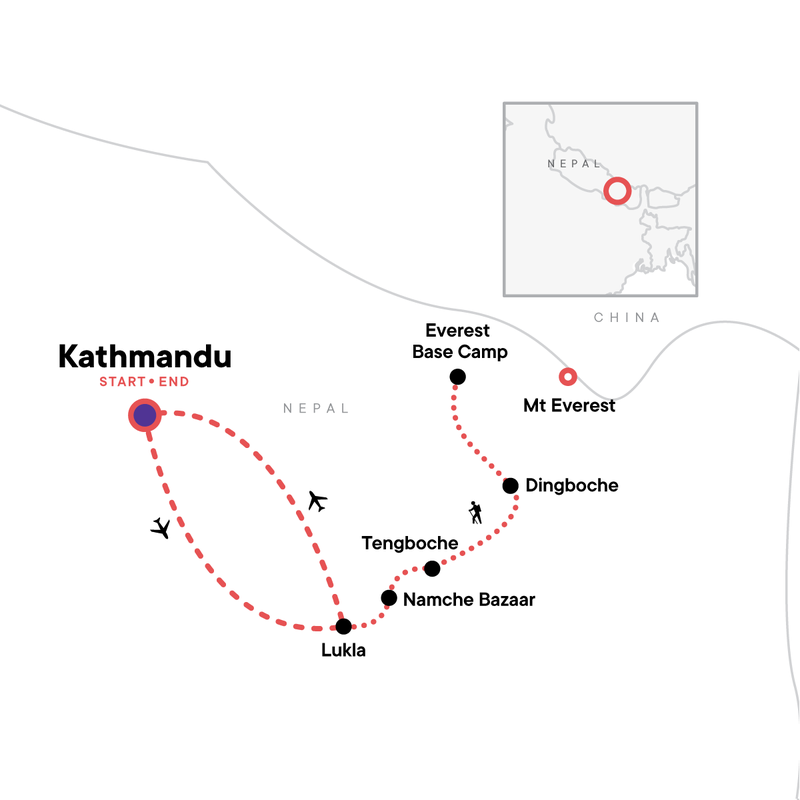 NEPAL
CHINA
Everest
Base Camp
Kathmandu
START • END
NEPAL
Mt Everest
Dingboche
Tengboche
Namche Bazaar
Lukla